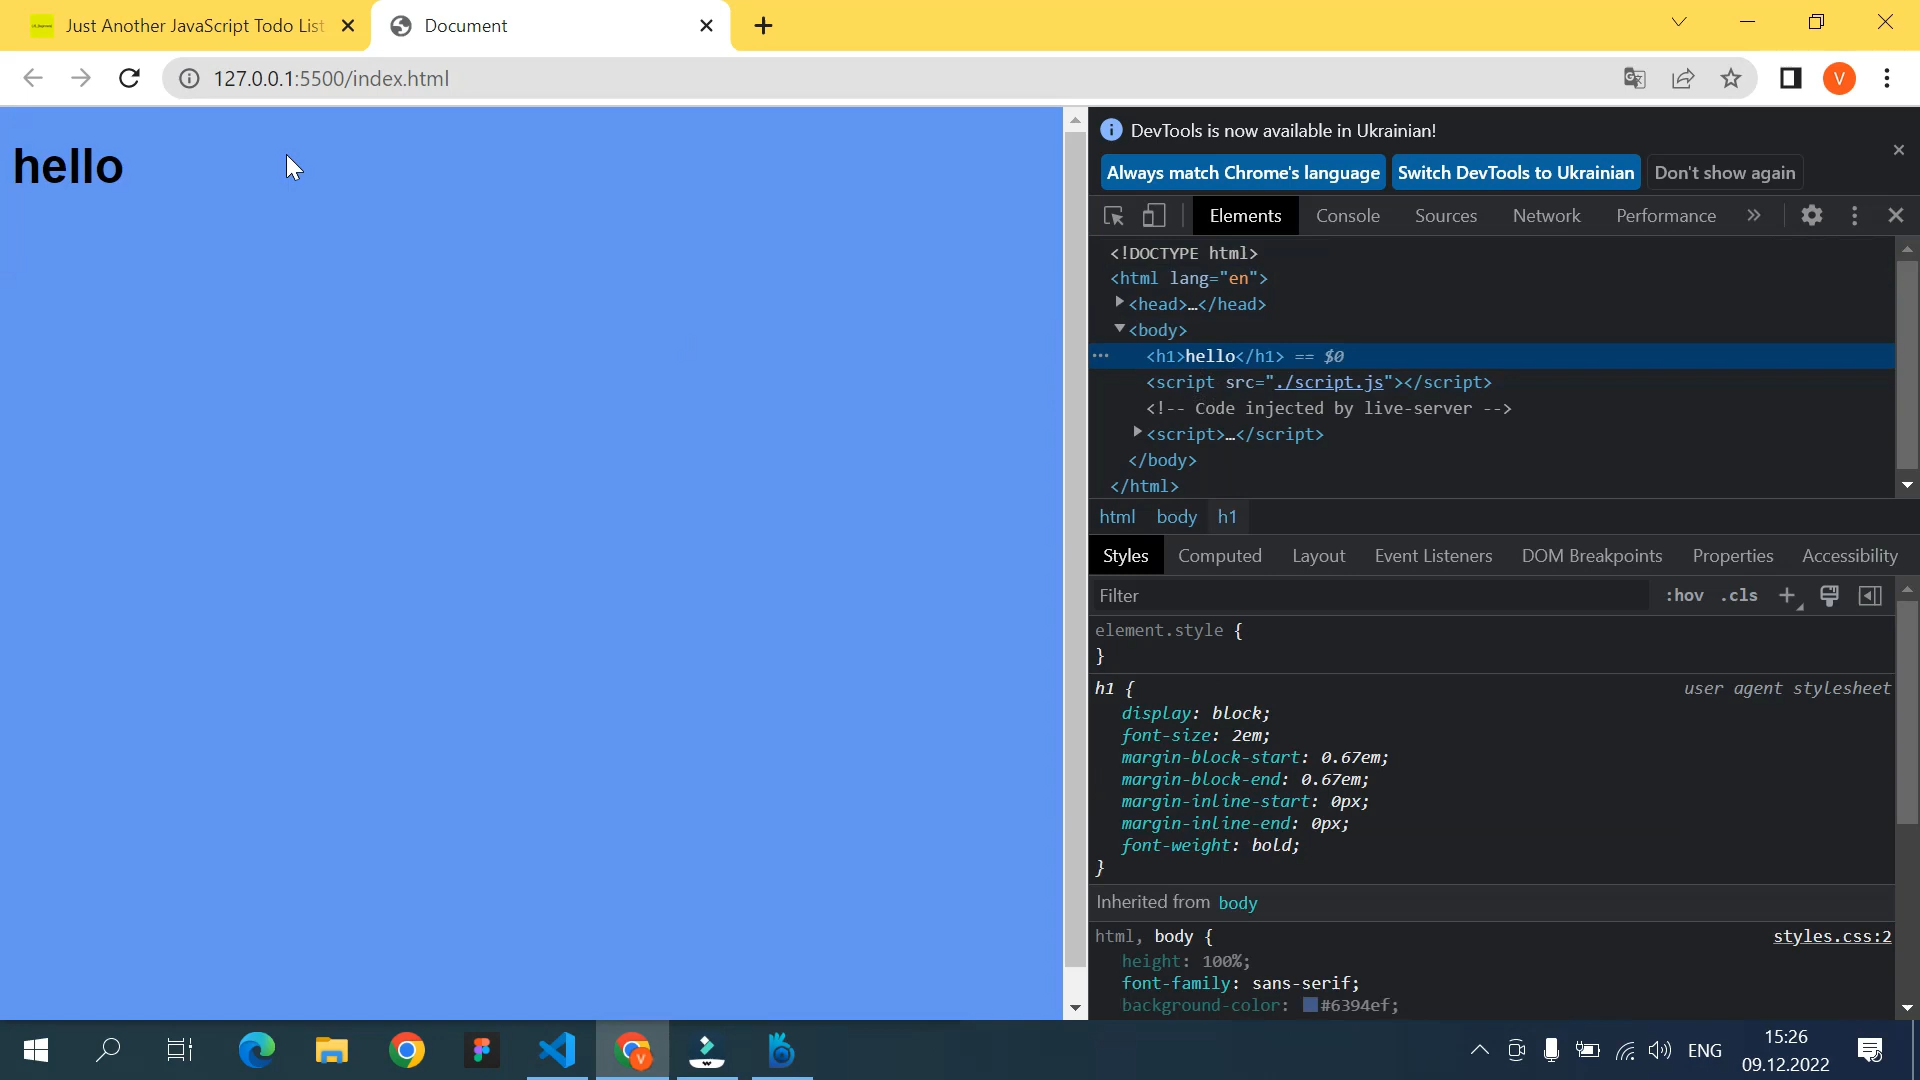 Just Another JavaScript Todo List
Document
127.0.0.1:5500/index.html
V
hello
DevTools is now available in Ukrainian!
Always match Chrome's language
Switch DevTools to Ukrainian
Don't show again
Elements
Console
Sources
Network
Performance
<!DOCTYPE html>
<html lang="en">
<head>…</head>
<body>
<h1>hello</h1> == $0
<script src="./script.js"></script>
<!-- Code injected by live-server -->
<script>…</script>
</body>
</html>
html body h1
Styles
Computed
Layout
Event Listeners
DOM Breakpoints
Properties
Accessibility
Filter
:hov .cls
element.style {
}
h1 {
user agent stylesheet
display: block;
font-size: 2em;
margin-block-start: 0.67em;
margin-block-end: 0.67em;
margin-inline-start: 0px;
margin-inline-end: 0px;
font-weight: bold;
}
Inherited from body
html, body {
styles.css:2
height: 100%;
font-family: sans-serif;
background-color: #6394ef;
V
ENG
15:26
09.12.2022